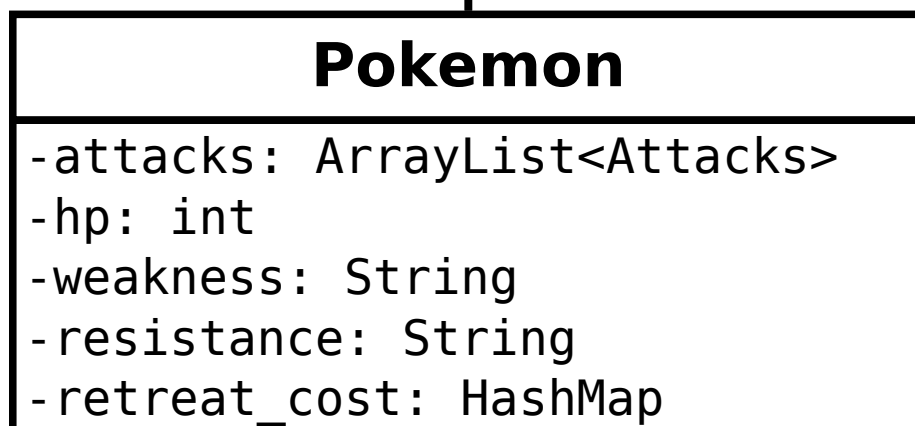 Pokemon
-attacks: ArrayList<Attacks>
-hp: int
-weakness: String
-resistance: String
-retreat_cost: HashMap